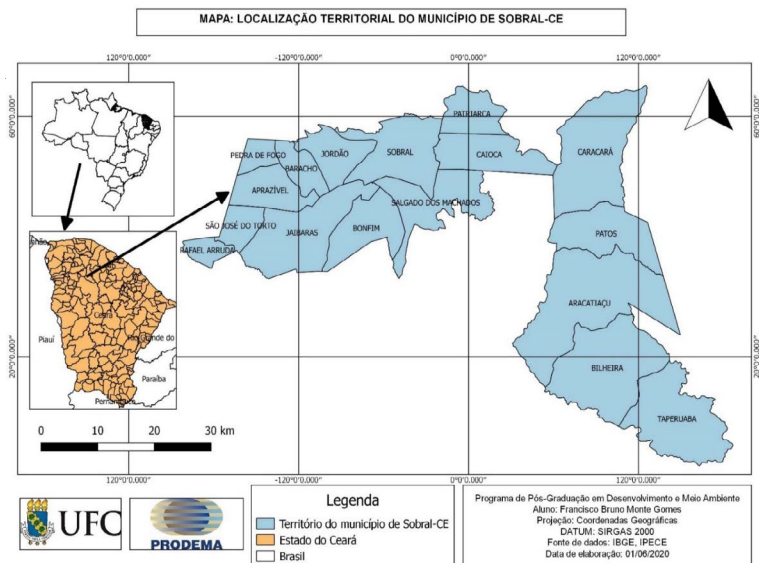 MAPA: LOCALIZAÇÃO TERRITORIAL DO MUNICÍPIO DE SOBRAL-CE
120°0'0.000" -120°0'0.000" 0°0'0.000" 120°0'0.000"
60°0'0.000" 60°0'0.000"
PATRIARCA
PEDRA DE FOGO
BARACHO
JORDÃO
SOBRAL
CAIOCA
CARACARÁ
APRAZÍVEL
SALGADO DOS MACHADOS
SÃO JOSÉ DO TORTO
JAIBARAS
BONFIM
PATOS
RAFAEL ARRUDA
ARACATIAÇU
BILHEIRA
TAPERUABA
Ceará
Piauí
Paraíba
20°0'0.000" 20°0'0.000"
0 10 20 30 km
120°0'0.000" -120°0'0.000" 0°0'0.000" 120°0'0.000"
UFC
PRODEMA
Legenda
Território do município de Sobral-CE
Estado do Ceará
Brasil
Programa de Pós-Graduação em Desenvolvimento e Meio Ambiente
Aluno: Francisco Bruno Monte Gomes
Projeção: Coordenadas Geográficas
DATUM: SIRGAS 2000
Fonte de dados: IBGE, IPECE
Data de elaboração: 01/06/2020